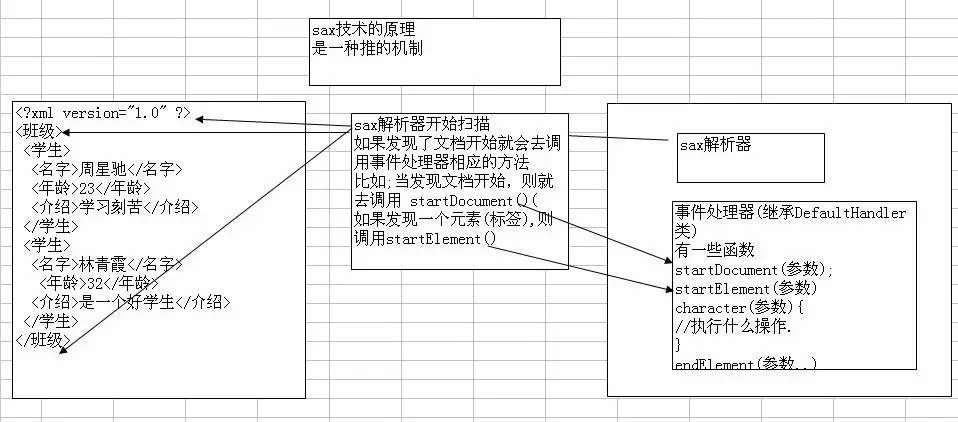 sax技术的原理
是一种推的机制
<?xml version="1.0" ?>
<班级>
<学生>
<名字>周星驰</名字>
<年龄>23</年龄>
<介绍>学习刻苦</介绍>
</学生>
<学生>
<名字>林青霞</名字>
<年龄>32</年龄>
<介绍>是一个好学生</介绍>
</学生>
</班级>
sax解析器开始扫描
如果发现了文档开始就会去调
用事件处理器相应的方法
比如;当发现文档开始，则就
去调用 startDocument()(
如果发现一个元素(标签),则
调用startElement()
sax解析器
事件处理器(继承DefaultHandler
类)
有一些函数
startDocument(参数);
startElement(参数)
character(参数){
//执行什么操作.
}
endElement(参数..)